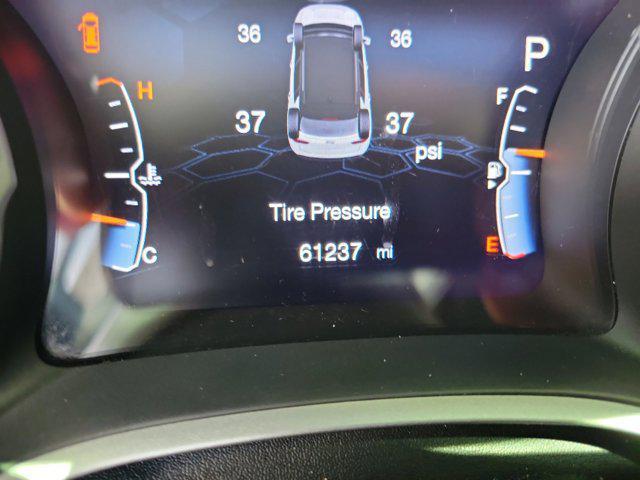 36 36 P
H F
37 37
psi
Tire Pressure
C 61237 mi E